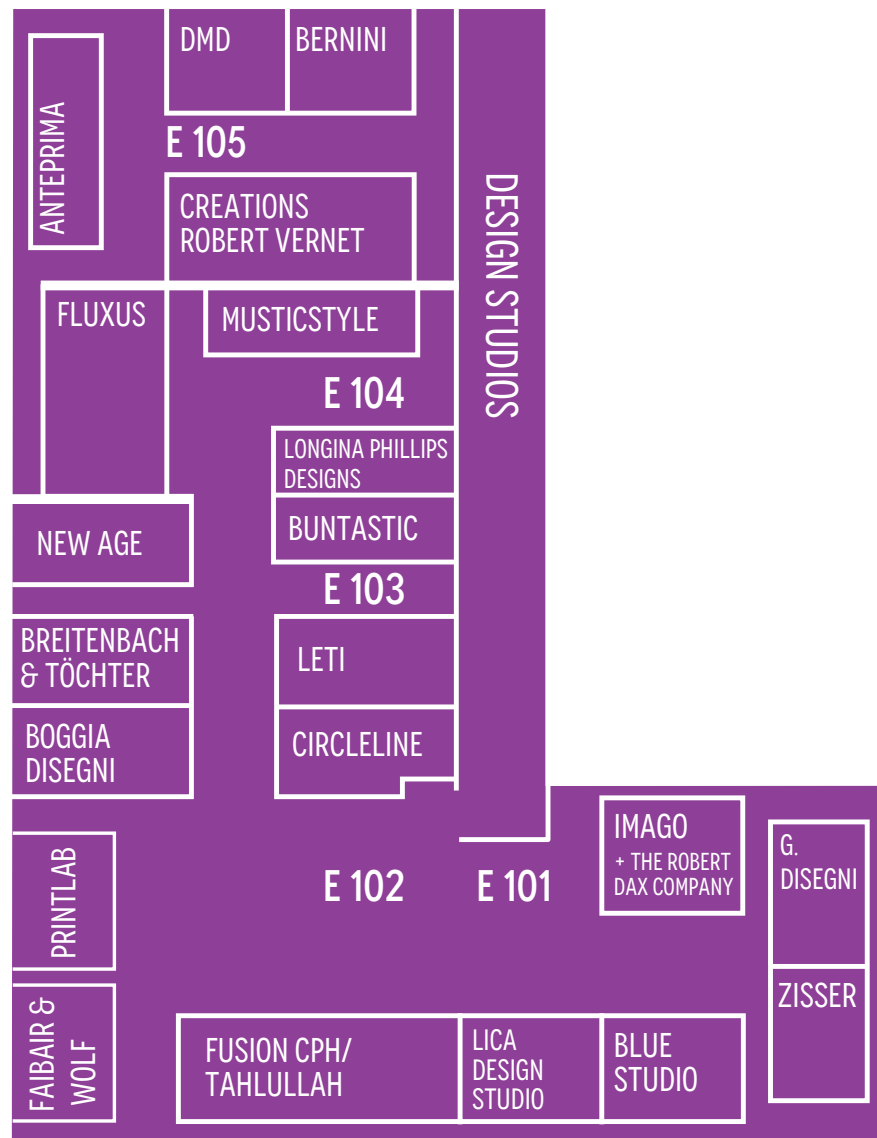 DMD
BERNINI
ANTEPRIMA
E 105
CREATIONS
ROBERT VERNET
DESIGN STUDIOS
FLUXUS
MUSTICSTYLE
E 104
LONGINA PHILLIPS
DESIGNS
NEW AGE
BUNTASTIC
E 103
BREITENBACH
& TÖCHTER
LETI
BOGGIA
DISEGNI
CIRCLELINE
IMAGO
+ THE ROBERT
DAX COMPANY
G.
DISEGNI
PRINTLAB
E 102
E 101
ZISSER
FAIBAIR &
WOLF
FUSION CPH/
TAHLULLAH
LICA
DESIGN
STUDIO
BLUE
STUDIO